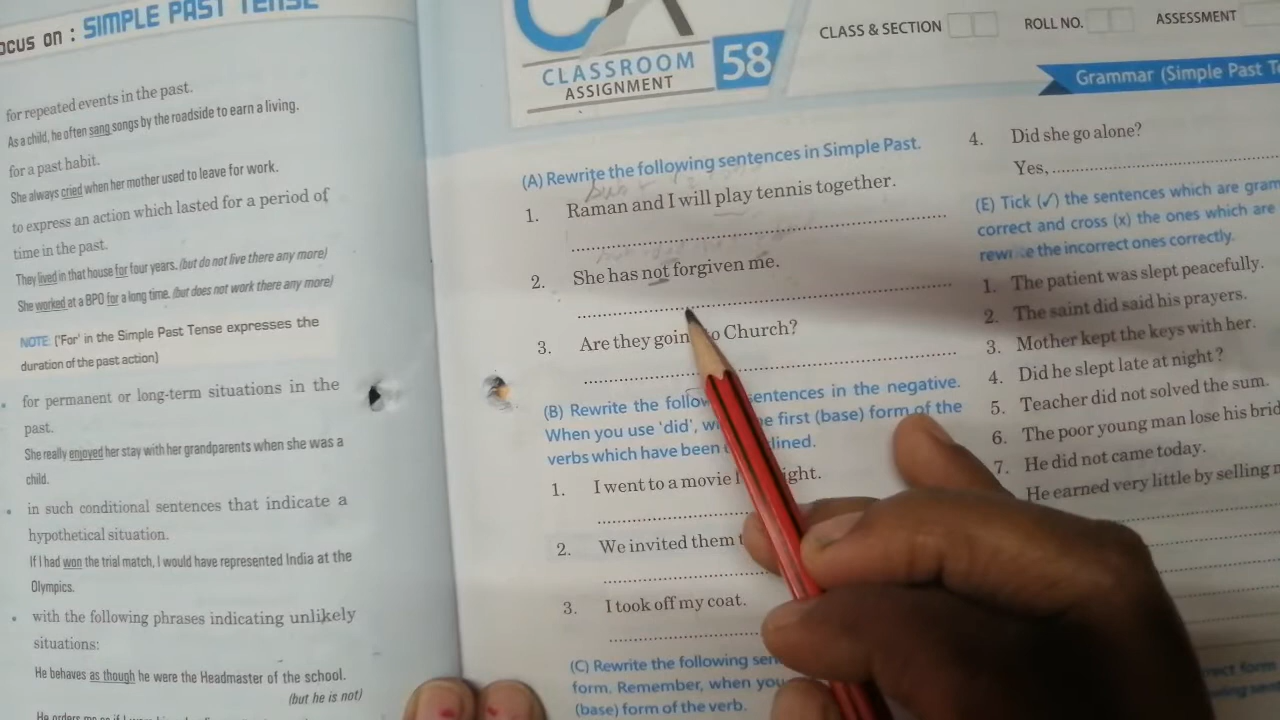 ocus on : SIMPLE PAST TENSE
for repeated events in the past.
As a child, he often sang songs by the roadside to earn a living.
for a past habit.
She always cried when her mother used to leave for work.
to express an action which lasted for a period of
time in the past.
They lived in that house for four years. (but do not live there any more)
She worked at a BPO for a long time. (but does not work there any more)
NOTE: ('For' in the Simple Past Tense expresses the
duration of the past action)
• for permanent or long-term situations in the
past.
She really enjoyed her stay with her grandparents when she was a
child.
• in such conditional sentences that indicate a
hypothetical situation.
If I had won the trial match, I would have represented India at the
Olympics.
• with the following phrases indicating unlikely
situations:
He behaves as though he were the Headmaster of the school.
(but he is not)
CLASSROOM
ASSIGNMENT
58
CLASS & SECTION ROLL NO. ASSESSMENT
Grammar (Simple Past Te
(A) Rewrite the following sentences in Simple Past.
1. Raman and I will play tennis together.
2. She has not forgiven me.
3. Are they goin to Church?
(B) Rewrite the follow entences in the negative.
When you use 'did', wi e first (base) form of the
verbs which have been lined.
1. I went to a movie ight.
2. We invited them
3. I took off my coat.
(C) Rewrite the following sen
form. Remember, when you
(base) form of the verb.
4. Did she go alone?
Yes, ..............
(E) Tick (✓) the sentences which are gram
correct and cross (x) the ones which are
the incorrect ones correctly.
1. The patient was slept peacefully.
2. The saint did said his prayers.
3. Mother kept the keys with her.
4. Did he slept late at night?
5. Teacher did not solved the sum.
6. The poor young man lose his brid
7. He did not came today.
He earned very little by selling
rect form